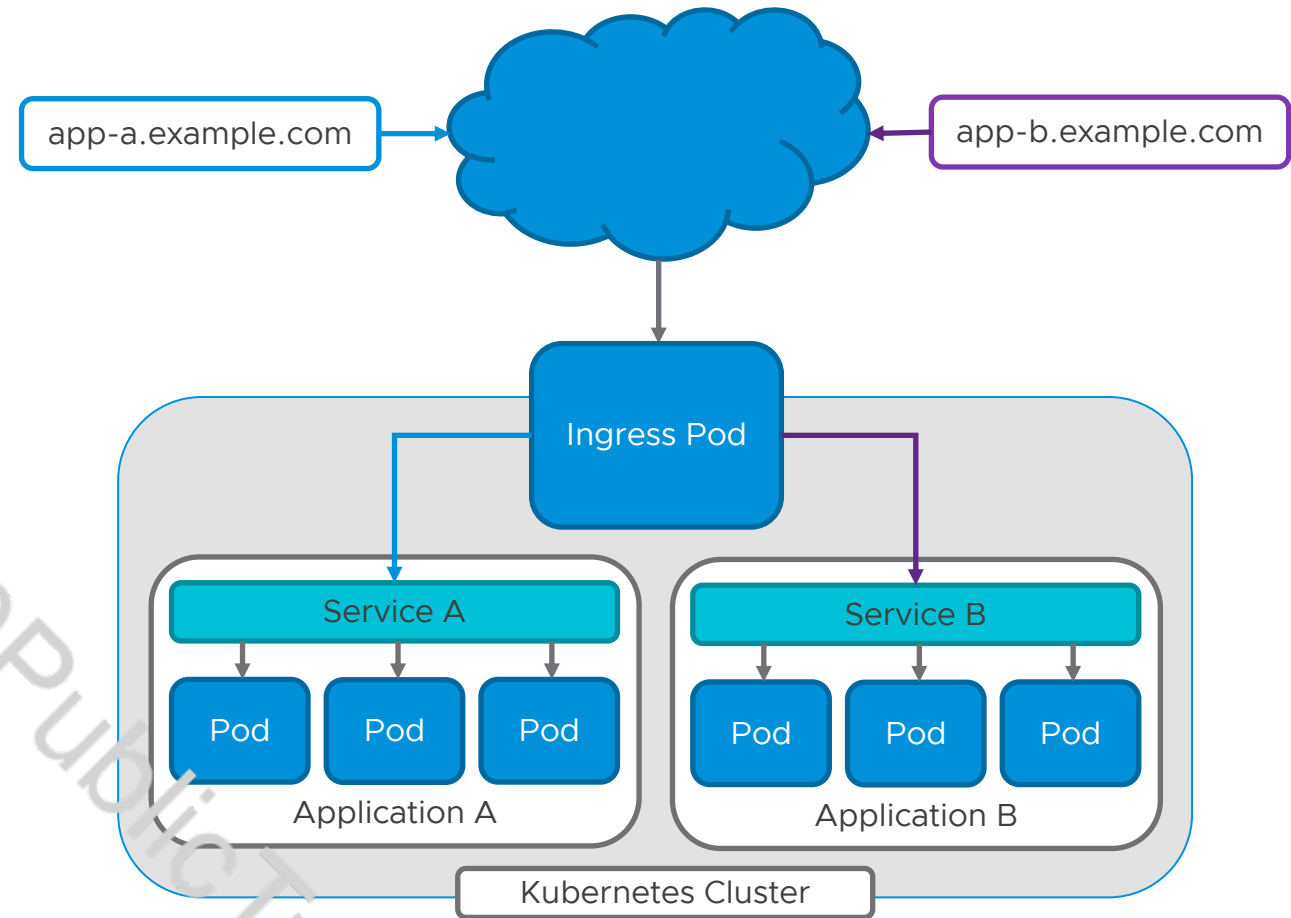 app-a.example.com
app-b.example.com
Ingress Pod
Service A
Service B
Pod
Pod
Pod
Pod
Pod
Pod
Application A
Application B
Kubernetes Cluster